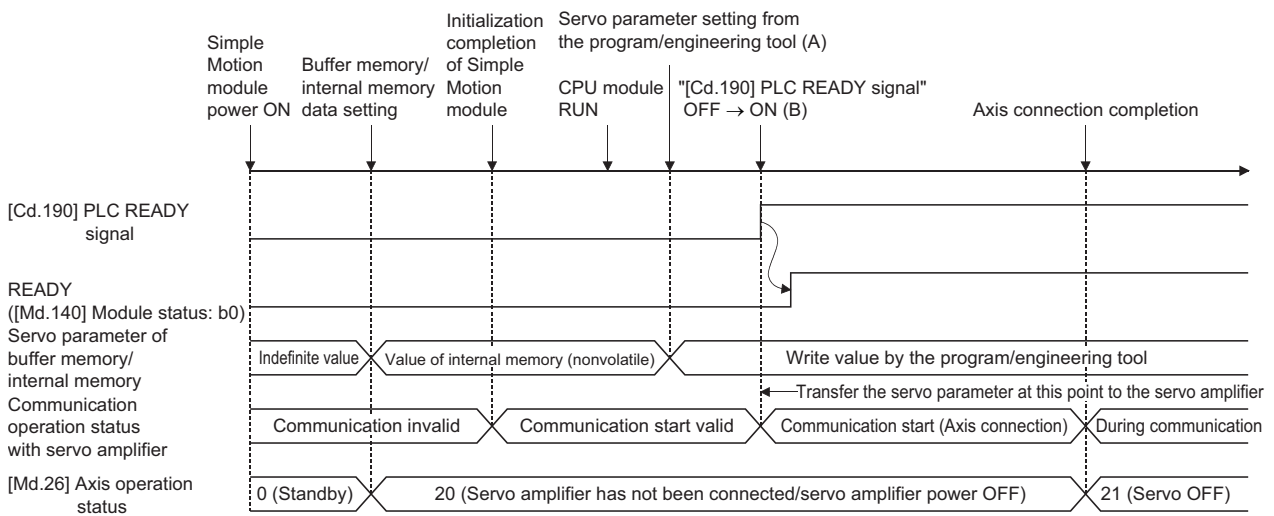 Simple
Motion
module
power ON
Buffer memory/
internal memory
data setting
Initialization
completion
of Simple
Motion
module
CPU module
RUN
Servo parameter setting from
the program/engineering tool (A)
"[Cd.190] PLC READY signal"
OFF → ON (B)
Axis connection completion
[Cd.190] PLC READY
signal
READY
([Md.140] Module status: b0)
Servo parameter of
buffer memory/
internal memory
Indefinite value
Value of internal memory (nonvolatile)
Write value by the program/engineering tool
Transfer the servo parameter at this point to the servo amplifier
Communication
operation status
with servo amplifier
Communication invalid
Communication start valid
Communication start (Axis connection)
During communication
[Md.26] Axis operation
status
0 (Standby)
20 (Servo amplifier has not been connected/servo amplifier power OFF)
21 (Servo OFF)